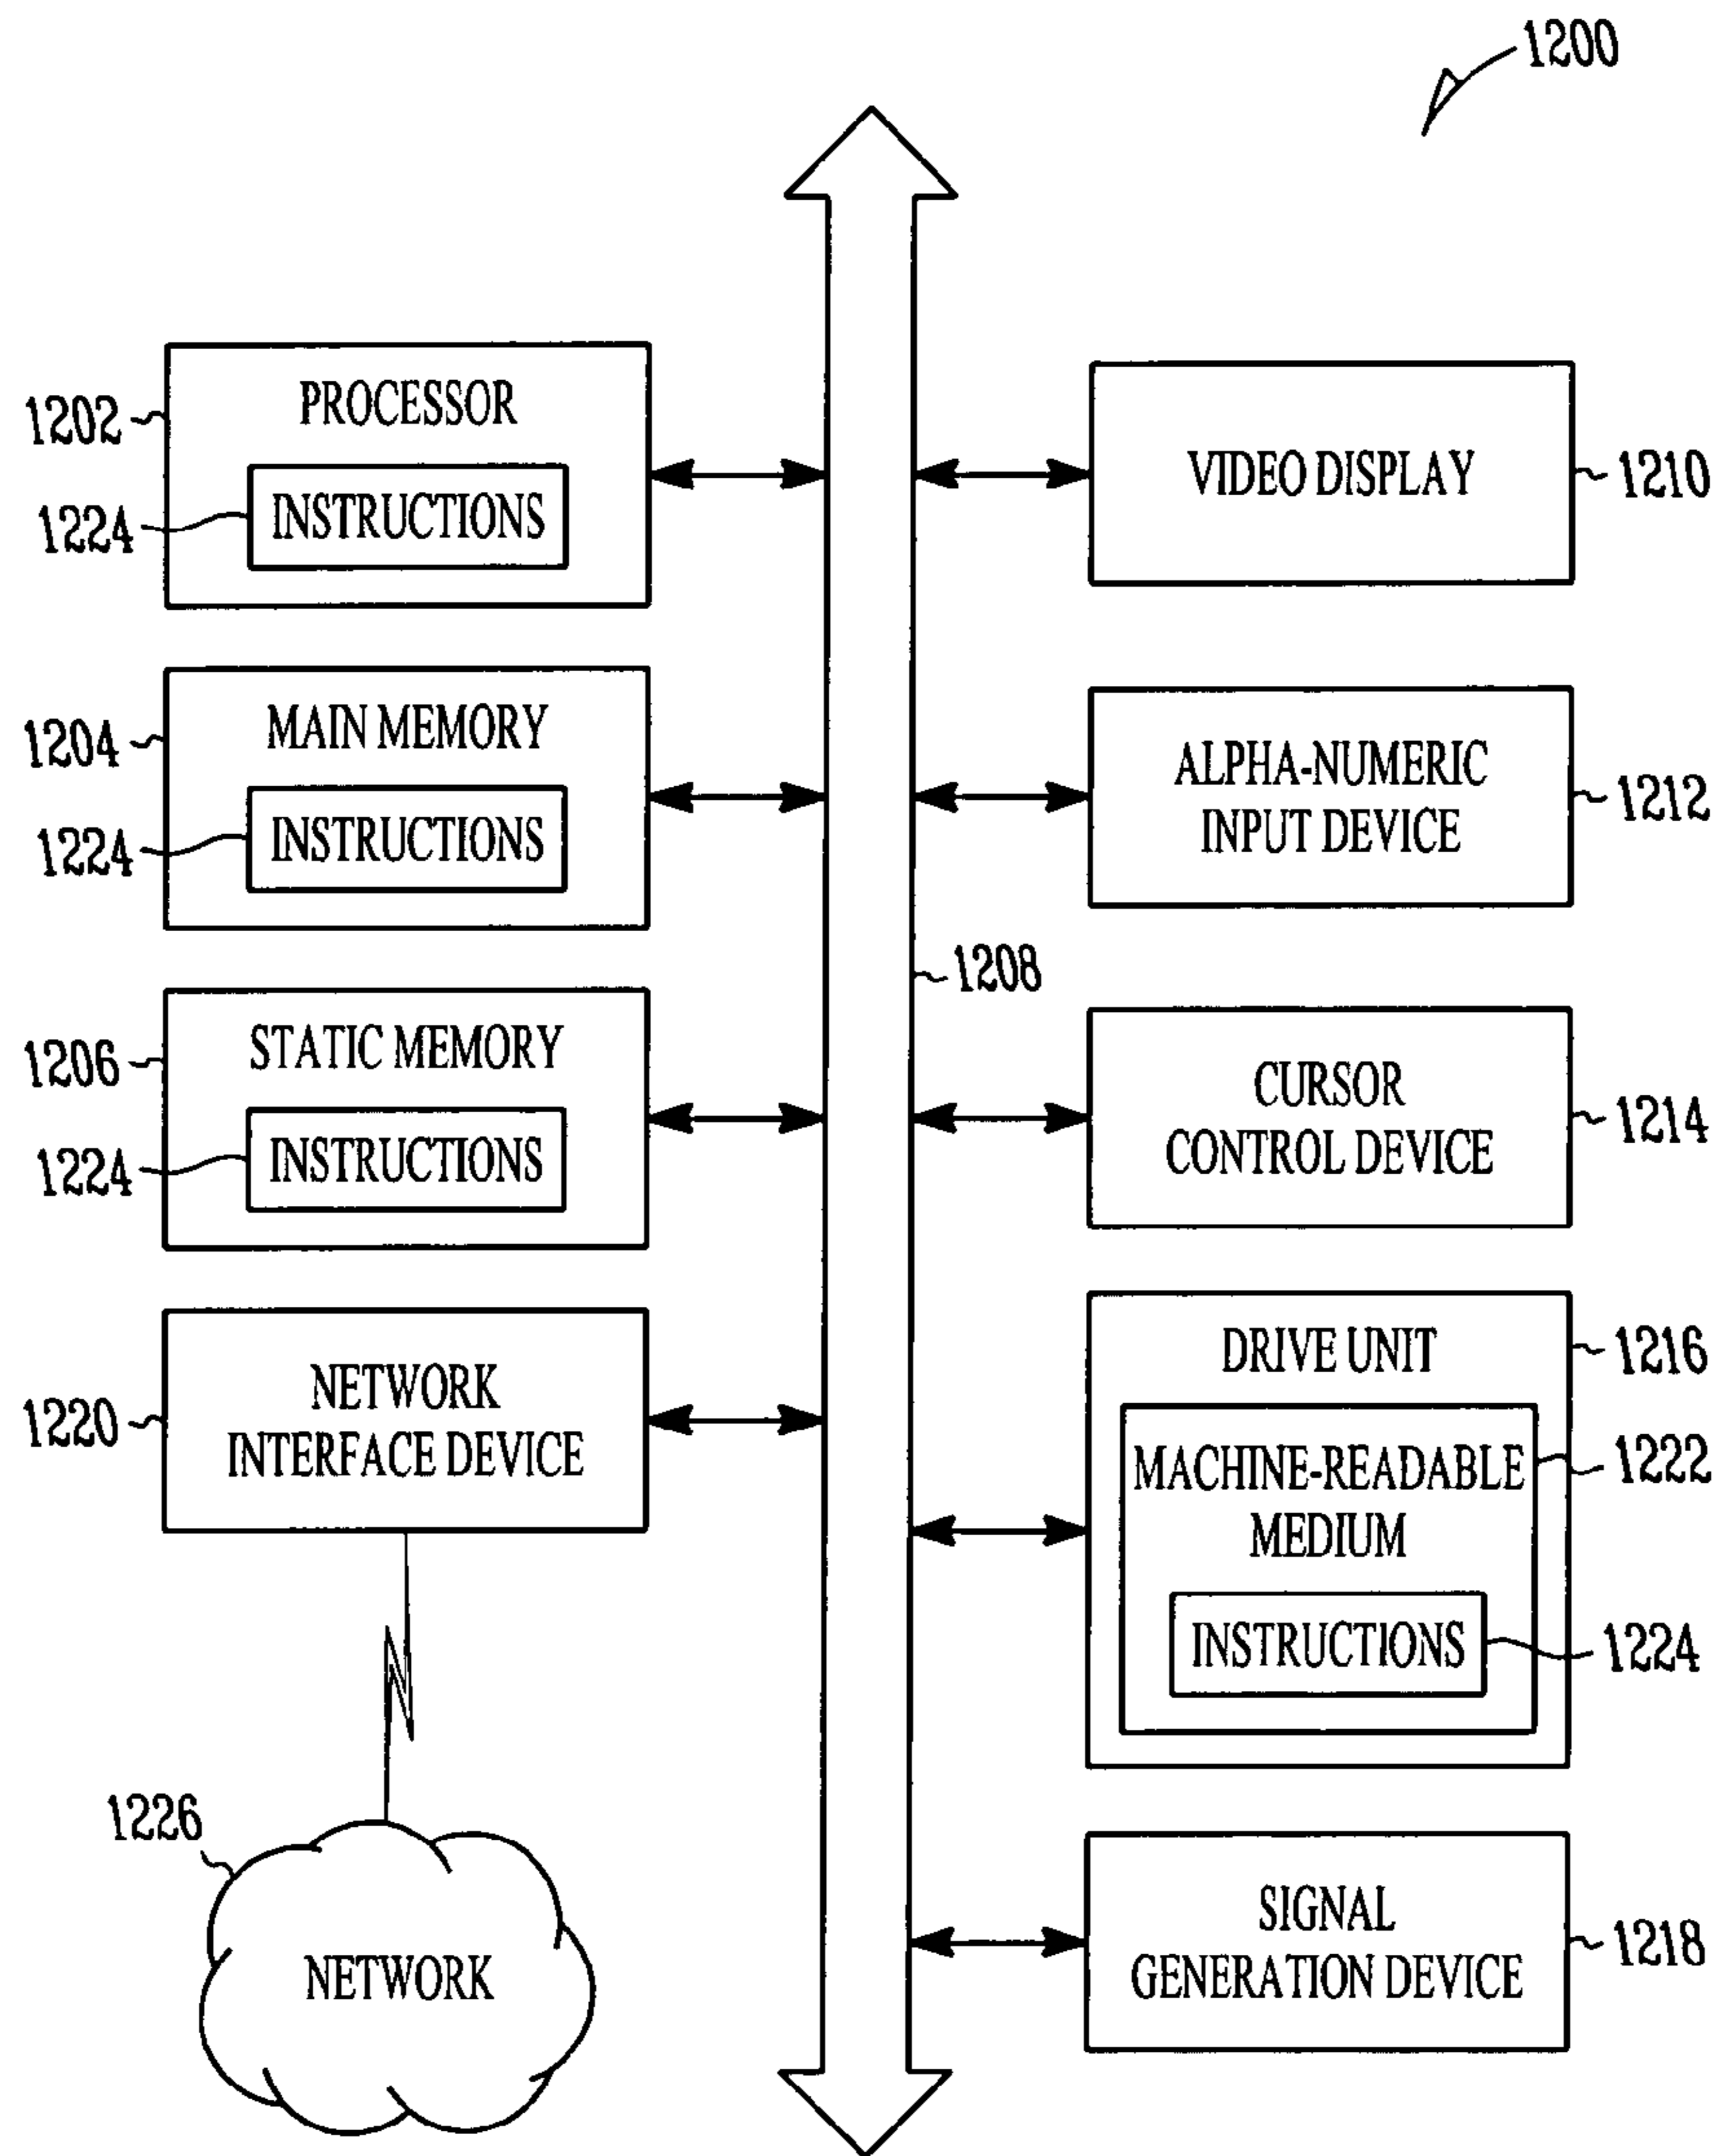 1200
PROCESSOR
1202
INSTRUCTIONS
1224
MAIN MEMORY
1204
INSTRUCTIONS
1224
STATIC MEMORY
1206
INSTRUCTIONS
1224
NETWORK
INTERFACE DEVICE
1220
1226
NETWORK
1208
VIDEO DISPLAY
1210
ALPHA-NUMERIC
INPUT DEVICE
1212
CURSOR
CONTROL DEVICE
1214
DRIVE UNIT
1216
MACHINE-READABLE
MEDIUM
1222
INSTRUCTIONS
1224
SIGNAL
GENERATION DEVICE
1218